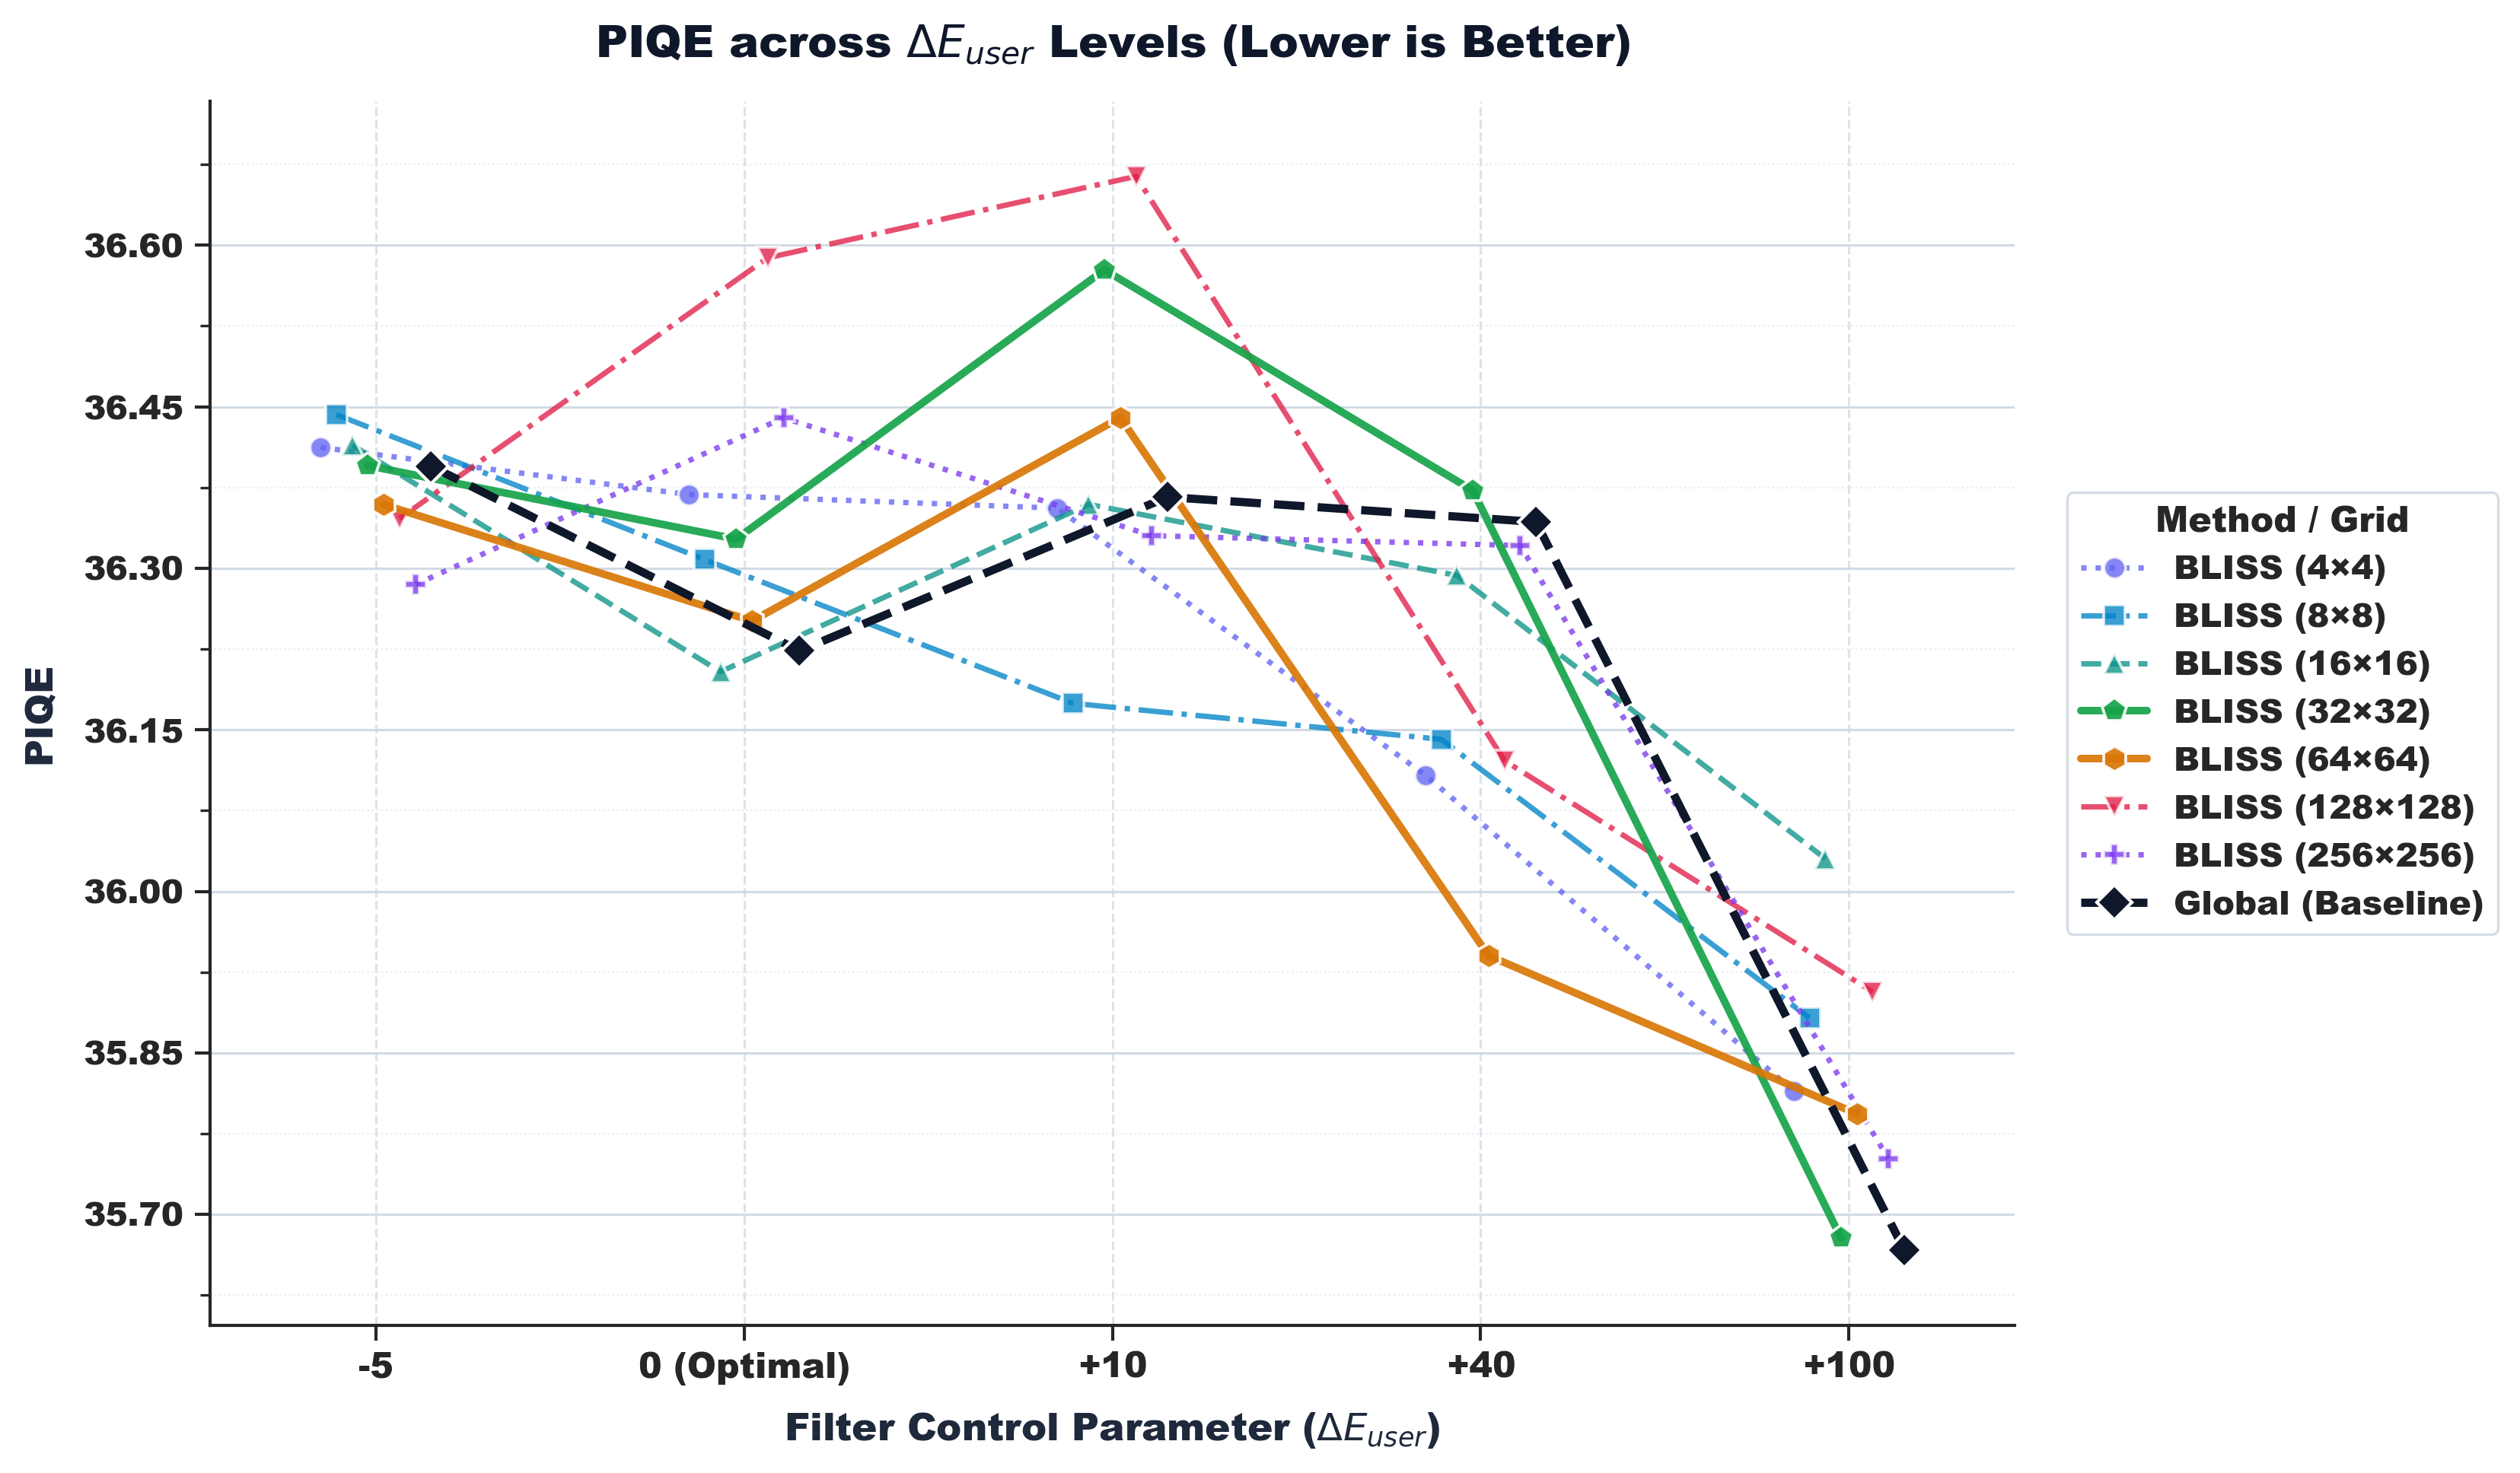 PIQE across ΔE_user Levels (Lower is Better)
PIQE
36.60
36.45
36.30
36.15
36.00
35.85
35.70
-5
0 (Optimal)
+10
+40
+100
Filter Control Parameter (ΔE_user)
Method / Grid
BLISS (4×4)
BLISS (8×8)
BLISS (16×16)
BLISS (32×32)
BLISS (64×64)
BLISS (128×128)
BLISS (256×256)
Global (Baseline)